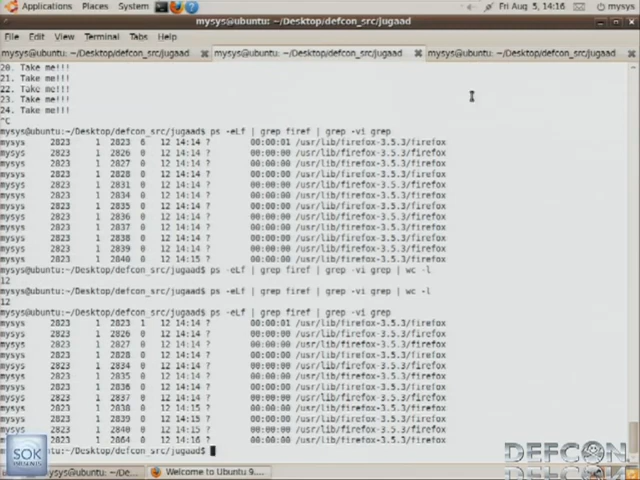 Applications Places System Fri Aug 5, 14:16 mysys
mysys@ubuntu: ~/Desktop/defcon_src/jugaad
File Edit View Terminal Tabs Help
mysys@ubuntu: ~/Desktop/defcon_src/jugaad mysys@ubuntu: ~/Desktop/defcon_src/jugaad mysys@ubuntu: ~/Desktop/defcon_src/jugaad
20. Take me!!!
21. Take me!!!
22. Take me!!!
23. Take me!!!
24. Take me!!!
^C
mysys@ubuntu:~/Desktop/defcon_src/jugaad$ ps -eLf | grep firef | grep -vi grep
mysys 2823 1 2823 6 12 14:14 ? 00:00:01 /usr/lib/firefox-3.5.3/firefox
mysys 2823 1 2826 0 12 14:14 ? 00:00:00 /usr/lib/firefox-3.5.3/firefox
mysys 2823 1 2827 0 12 14:14 ? 00:00:00 /usr/lib/firefox-3.5.3/firefox
mysys 2823 1 2828 0 12 14:14 ? 00:00:00 /usr/lib/firefox-3.5.3/firefox
mysys 2823 1 2831 0 12 14:14 ? 00:00:00 /usr/lib/firefox-3.5.3/firefox
mysys 2823 1 2834 0 12 14:14 ? 00:00:00 /usr/lib/firefox-3.5.3/firefox
mysys 2823 1 2835 0 12 14:14 ? 00:00:00 /usr/lib/firefox-3.5.3/firefox
mysys 2823 1 2836 0 12 14:14 ? 00:00:00 /usr/lib/firefox-3.5.3/firefox
mysys 2823 1 2837 0 12 14:14 ? 00:00:00 /usr/lib/firefox-3.5.3/firefox
mysys 2823 1 2838 0 12 14:14 ? 00:00:00 /usr/lib/firefox-3.5.3/firefox
mysys 2823 1 2839 0 12 14:14 ? 00:00:00 /usr/lib/firefox-3.5.3/firefox
mysys 2823 1 2840 0 12 14:15 ? 00:00:00 /usr/lib/firefox-3.5.3/firefox
mysys@ubuntu:~/Desktop/defcon_src/jugaad$ ps -eLf | grep firef | grep -vi grep | wc -l
12
mysys@ubuntu:~/Desktop/defcon_src/jugaad$ ps -eLf | grep firef | grep -vi grep | wc -l
12
mysys@ubuntu:~/Desktop/defcon_src/jugaad$ ps -eLf | grep firef | grep -vi grep
mysys 2823 1 2823 1 12 14:14 ? 00:00:01 /usr/lib/firefox-3.5.3/firefox
mysys 2823 1 2826 0 12 14:14 ? 00:00:00 /usr/lib/firefox-3.5.3/firefox
mysys 2823 1 2827 0 12 14:14 ? 00:00:00 /usr/lib/firefox-3.5.3/firefox
mysys 2823 1 2828 0 12 14:14 ? 00:00:00 /usr/lib/firefox-3.5.3/firefox
mysys 2823 1 2834 0 12 14:14 ? 00:00:00 /usr/lib/firefox-3.5.3/firefox
mysys 2823 1 2835 0 12 14:14 ? 00:00:00 /usr/lib/firefox-3.5.3/firefox
mysys 2823 1 2836 0 12 14:14 ? 00:00:00 /usr/lib/firefox-3.5.3/firefox
mysys 2823 1 2837 0 12 14:14 ? 00:00:00 /usr/lib/firefox-3.5.3/firefox
mysys 2823 1 2838 0 12 14:15 ? 00:00:00 /usr/lib/firefox-3.5.3/firefox
mysys 2823 1 2839 0 12 14:15 ? 00:00:00 /usr/lib/firefox-3.5.3/firefox
mysys 2823 1 2840 0 12 14:15 ? 00:00:00 /usr/lib/firefox-3.5.3/firefox
mysys 2823 1 2864 0 12 14:16 ? 00:00:00 /usr/lib/firefox-3.5.3/firefox
mysys@ubuntu:~/Desktop/defcon_src/jugaad$
mysys@ubuntu: ~/De... Welcome to Ubuntu 9....
SOK
DEFCON